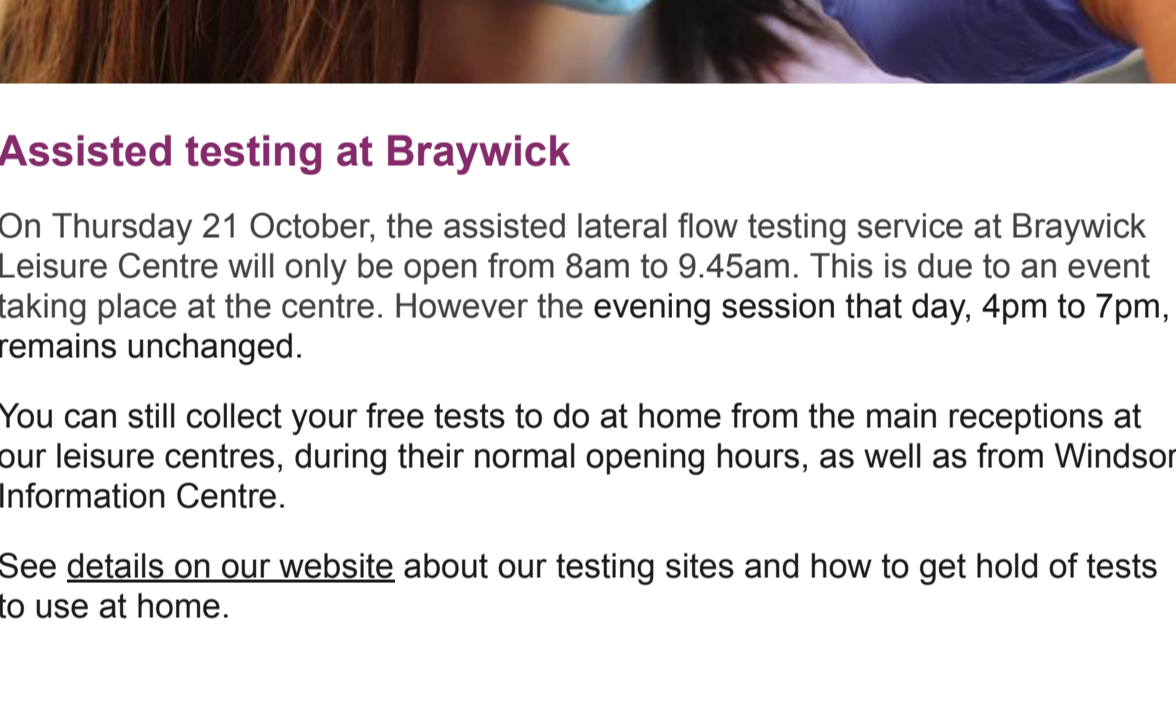 Assisted testing at Braywick
On Thursday 21 October, the assisted lateral flow testing service at Braywick
Leisure Centre will only be open from 8am to 9.45am. This is due to an event
taking place at the centre. However the evening session that day, 4pm to 7pm,
remains unchanged.
You can still collect your free tests to do at home from the main receptions at
our leisure centres, during their normal opening hours, as well as from Windsor
Information Centre.
See details on our website about our testing sites and how to get hold of tests
to use at home.